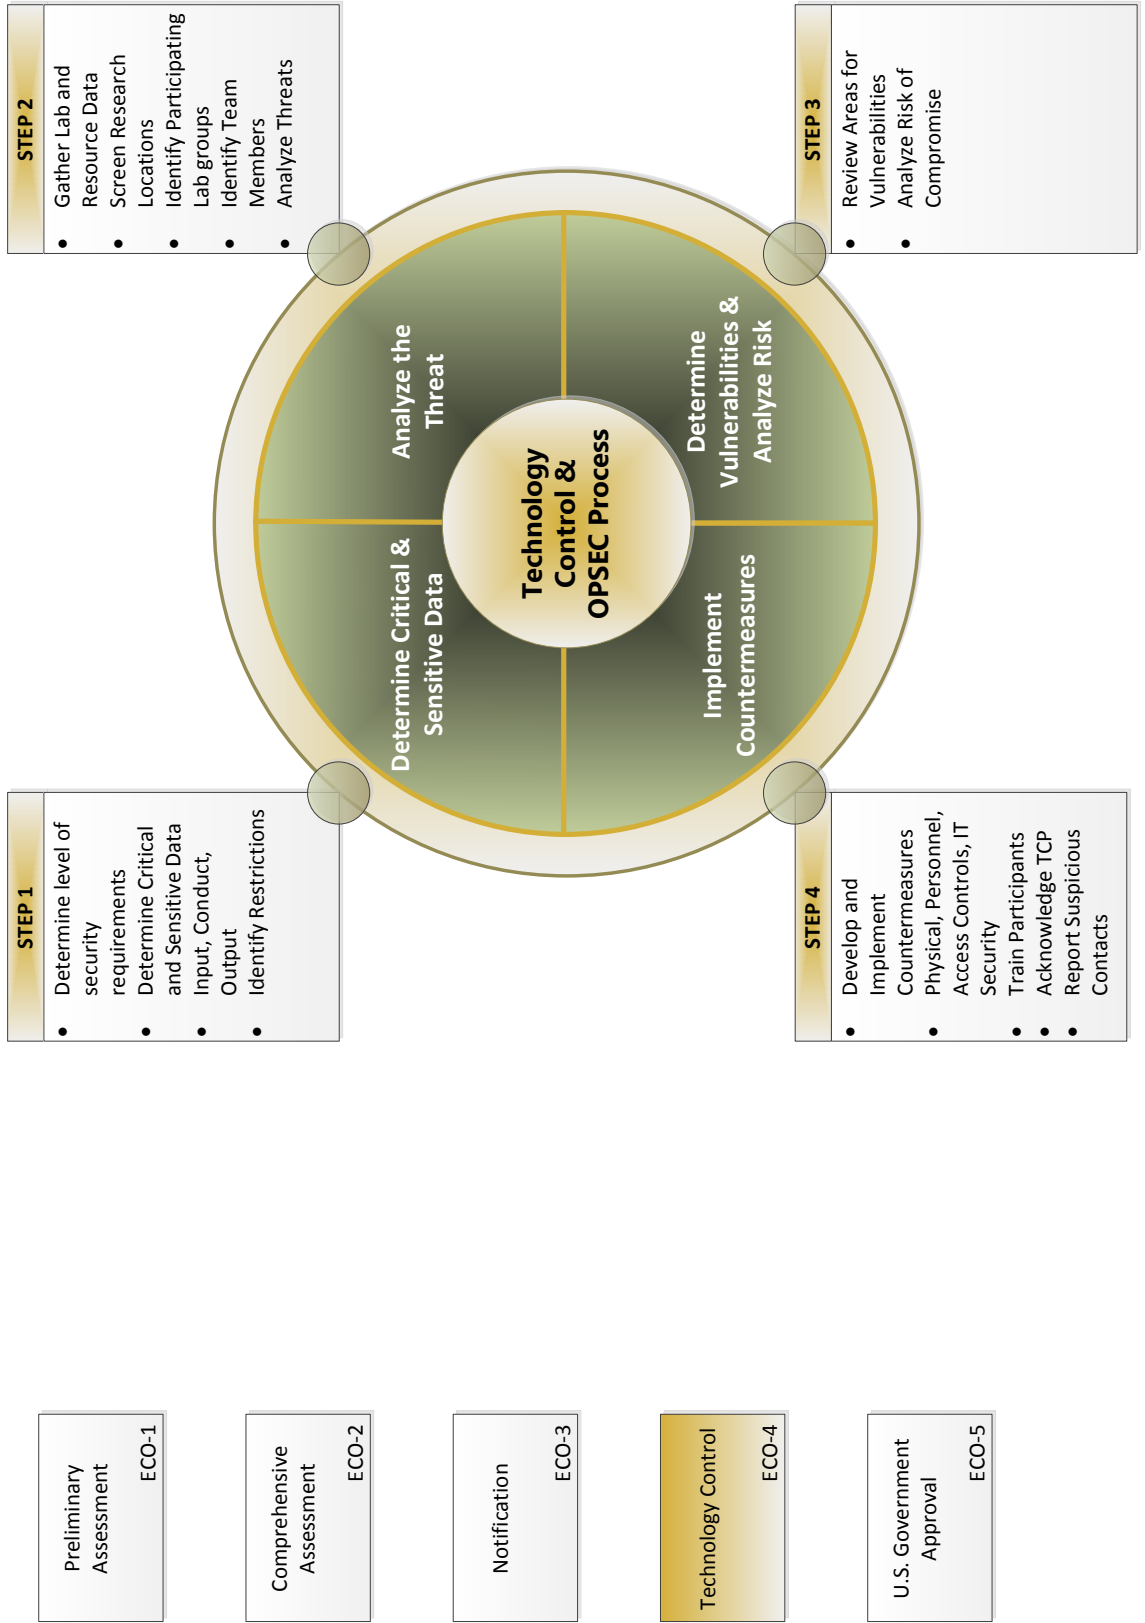 Preliminary
Assessment
ECO-1
Comprehensive
Assessment
ECO-2
Notification
ECO-3
Technology Control
ECO-4
U.S. Government
Approval
ECO-5
STEP 1
• Determine level of
security
requirements
• Determine Critical
and Sensitive Data
• Input, Conduct,
Output
• Identify Restrictions
STEP 2
• Gather Lab and
Resource Data
• Screen Research
Locations
• Identify Participating
Lab groups
• Identify Team
Members
• Analyze Threats
Determine Critical &
Sensitive Data
Analyze the
Threat
Technology
Control &
OPSEC Process
Implement
Countermeasures
Determine
Vulnerabilities &
Analyze Risk
STEP 4
• Develop and
Implement
Countermeasures
• Physical, Personnel,
Access Controls, IT
Security
• Train Participants
• Acknowledge TCP
• Report Suspicious
Contacts
STEP 3
• Review Areas for
Vulnerabilities
• Analyze Risk of
Compromise